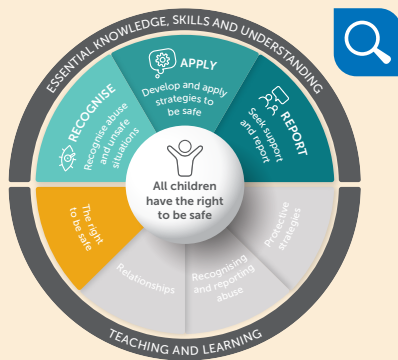 ESSENTIAL KNOWLEDGE, SKILLS AND UNDERSTANDING
RECOGNISE
Recognise abuse
and unsafe
situations
APPLY
Develop and apply
strategies to
be safe
REPORT
Seek support
and report
All children
have the right
to be safe
The right
to be safe
Relationships
Recognising
and reporting
abuse
Protective
strategies
TEACHING AND LEARNING